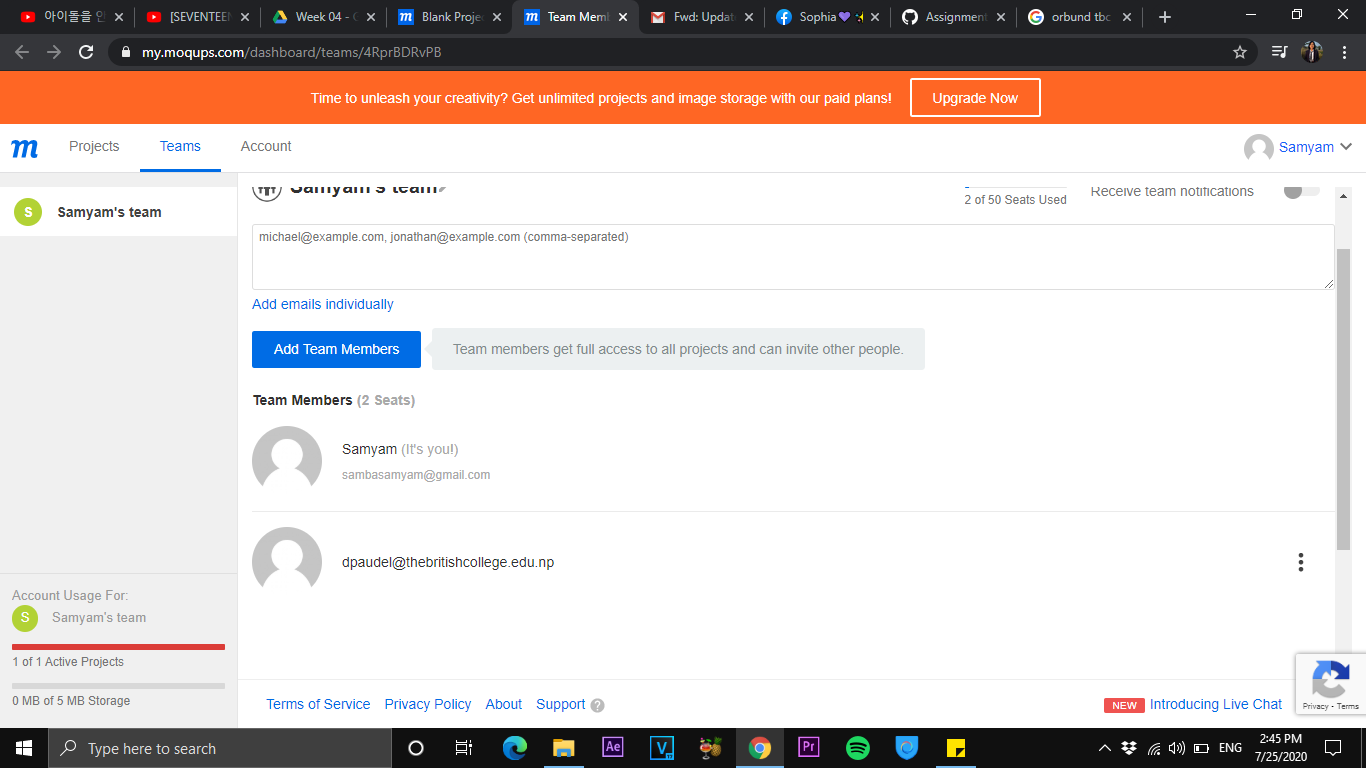 아이돌을 인
[SEVENTEEN
Week 04 -
Blank Proje
Team Memb
Fwd: Updat
Sophia💜 ✨
Assignment
orbund tbc
my.moqups.com/dashboard/teams/4RprBDRvPB
Time to unleash your creativity? Get unlimited projects and image storage with our paid plans!
Upgrade Now
m
Projects
Teams
Account
Samyam
S
Samyam's team
Samyam's team
2 of 50 Seats Used
Receive team notifications
michael@example.com, jonathan@example.com (comma-separated)
Add emails individually
Add Team Members
Team members get full access to all projects and can invite other people.
Team Members (2 Seats)
Samyam (It's you!)
sambasamyam@gmail.com
dpaudel@thebritishcollege.edu.np
Account Usage For:
S
Samyam's team
1 of 1 Active Projects
0 MB of 5 MB Storage
Terms of Service
Privacy Policy
About
Support ?
NEW Introducing Live Chat
Privacy - Terms
Type here to search
Ae
V
Pr
ENG
2:45 PM
7/25/2020